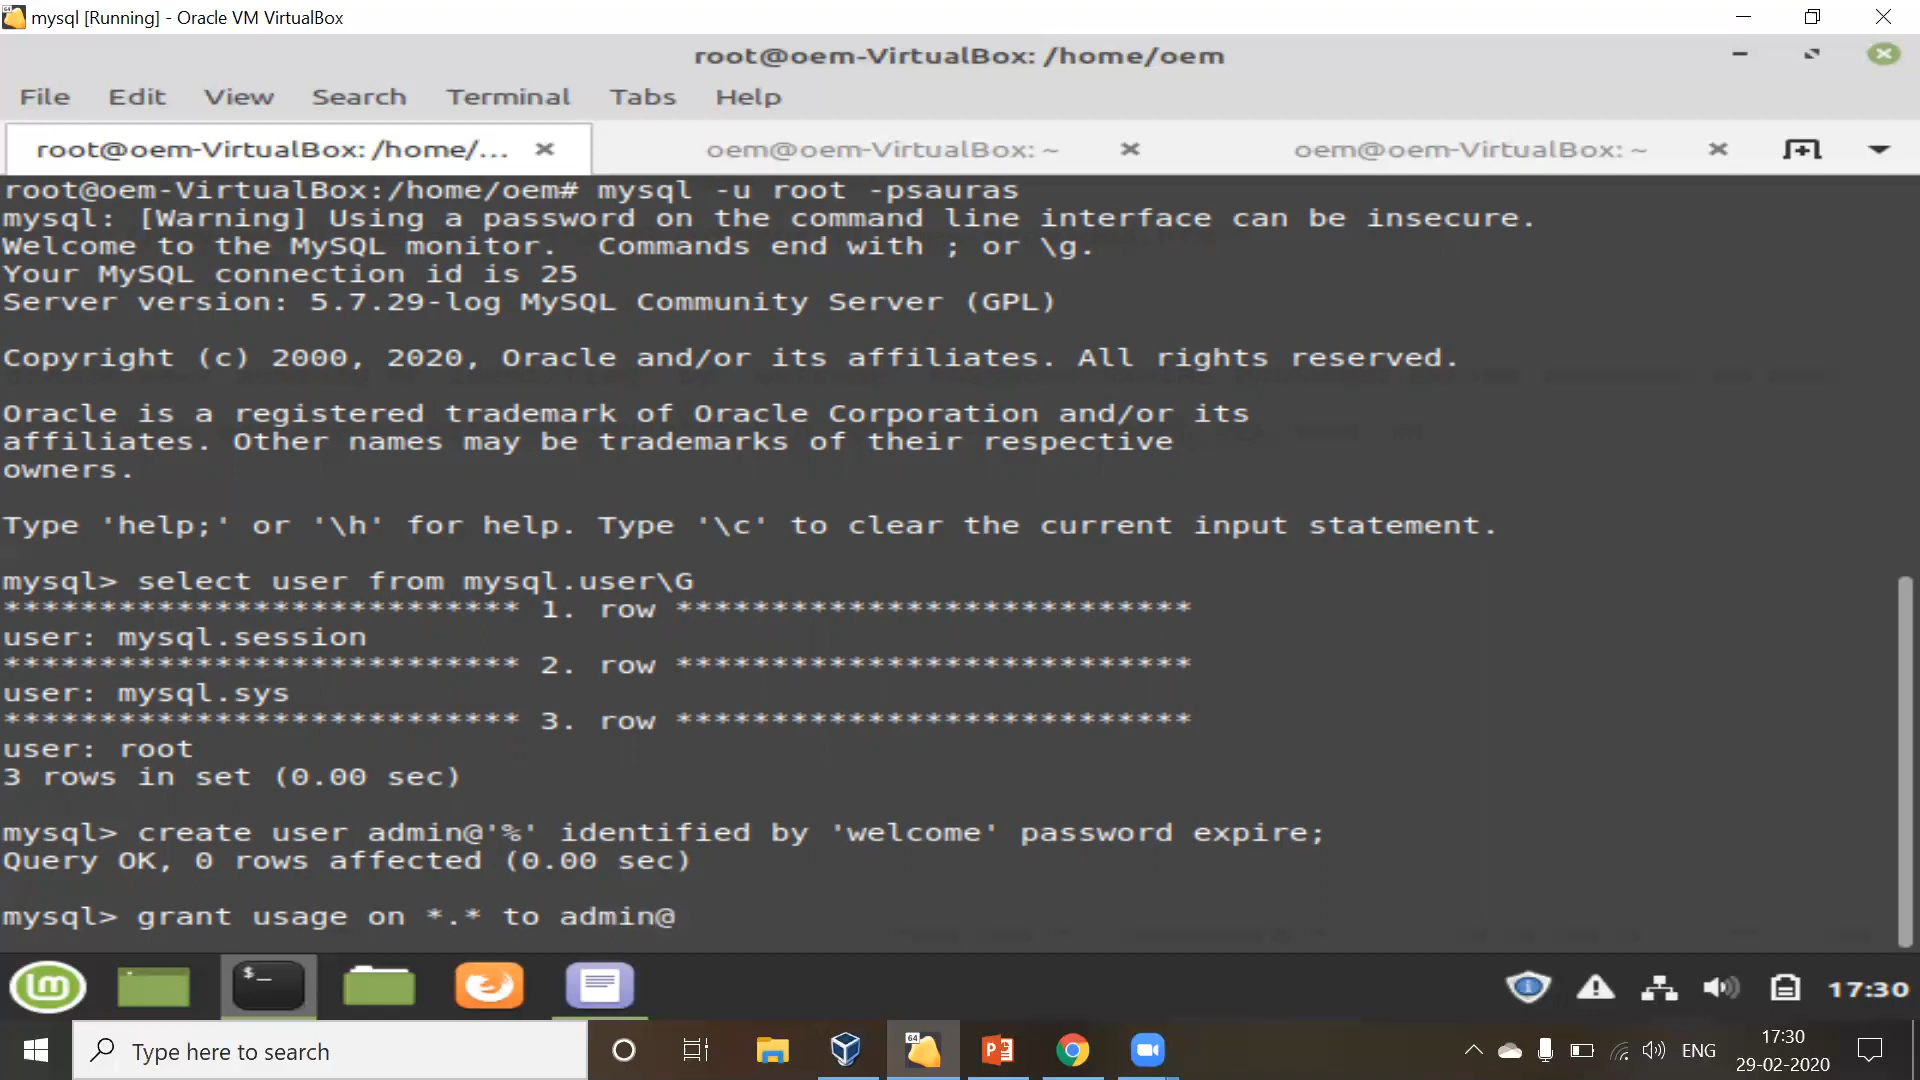 mysql [Running] - Oracle VM VirtualBox
root@oem-VirtualBox: /home/oem
File Edit View Search Terminal Tabs Help
root@oem-VirtualBox: /home/... oem@oem-VirtualBox: ~ oem@oem-VirtualBox: ~
root@oem-VirtualBox:/home/oem# mysql -u root -psauras
mysql: [Warning] Using a password on the command line interface can be insecure.
Welcome to the MySQL monitor.  Commands end with ; or \g.
Your MySQL connection id is 25
Server version: 5.7.29-log MySQL Community Server (GPL)
Copyright (c) 2000, 2020, Oracle and/or its affiliates. All rights reserved.
Oracle is a registered trademark of Oracle Corporation and/or its
affiliates. Other names may be trademarks of their respective
owners.
Type 'help;' or '\h' for help. Type '\c' to clear the current input statement.
mysql> select user from mysql.user\G
*************************** 1. row ***************************
user: mysql.session
*************************** 2. row ***************************
user: mysql.sys
*************************** 3. row ***************************
user: root
3 rows in set (0.00 sec)
mysql> create user admin@'%' identified by 'welcome' password expire;
Query OK, 0 rows affected (0.00 sec)
mysql> grant usage on *.* to admin@
$_
17:30
Type here to search
64
ENG
17:30
29-02-2020